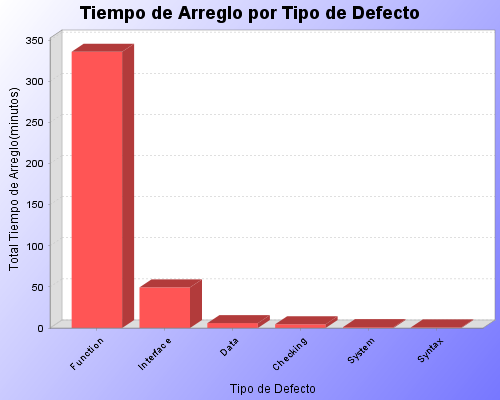 Tiempo de Arreglo por Tipo de Defecto
Total Tiempo de Arreglo(minutos)
350
300
250
200
150
100
50
0
Function
Interface
Data
Checking
System
Syntax
Tipo de Defecto